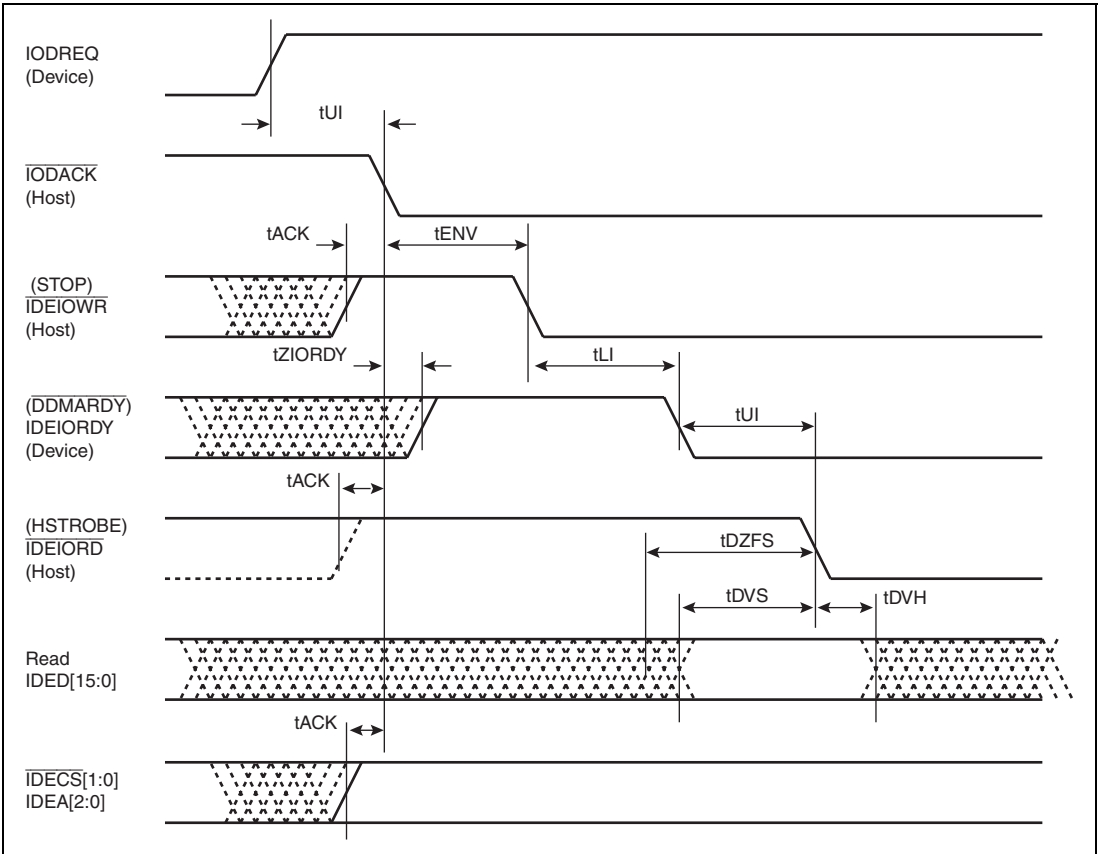 IODREQ
(Device)
tUI
IODACK
(Host)
tACK
tENV
(STOP)
IDEIOWR
(Host)
tZIORDY
tLI
(DDMARDY)
IDEIORDY
(Device)
tUI
tACK
(HSTROBE)
IDEIORD
(Host)
tDZFS
tDVS
tDVH
Read
IDED[15:0]
tACK
IDECS[1:0]
IDEA[2:0]